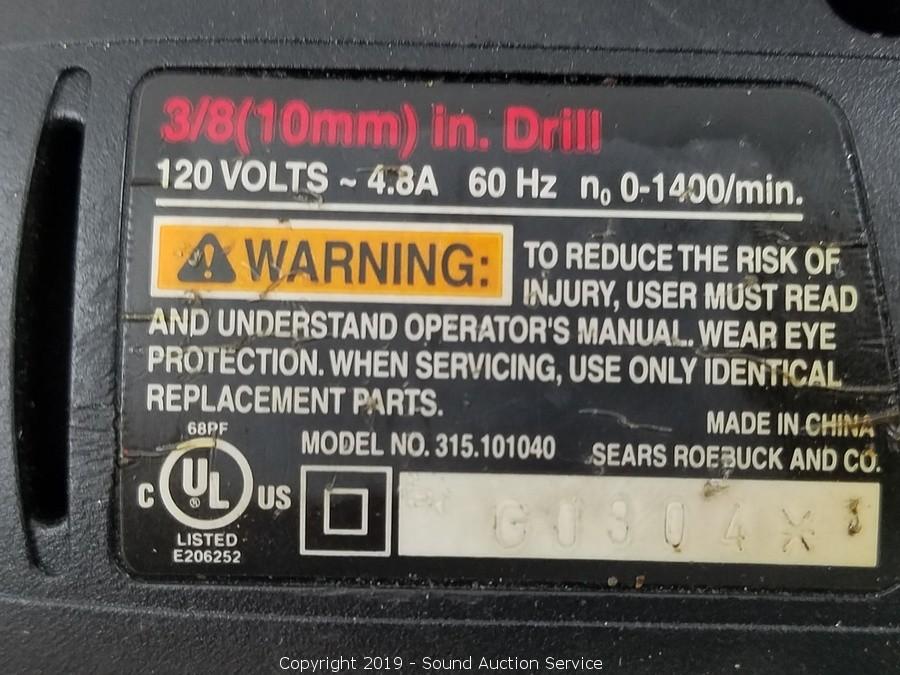 3/8(10mm) in. Drill
120 VOLTS ~ 4.8A 60 Hz n₀ 0-1400/min.
WARNING: TO REDUCE THE RISK OF
INJURY, USER MUST READ
AND UNDERSTAND OPERATOR'S MANUAL. WEAR EYE
PROTECTION. WHEN SERVICING, USE ONLY IDENTICAL
REPLACEMENT PARTS.
68PF
C UL ® US
LISTED
E206252
MODEL NO. 315.101040
MADE IN CHINA
SEARS ROEBUCK AND CO.
Copyright 2019 - Sound Auction Service